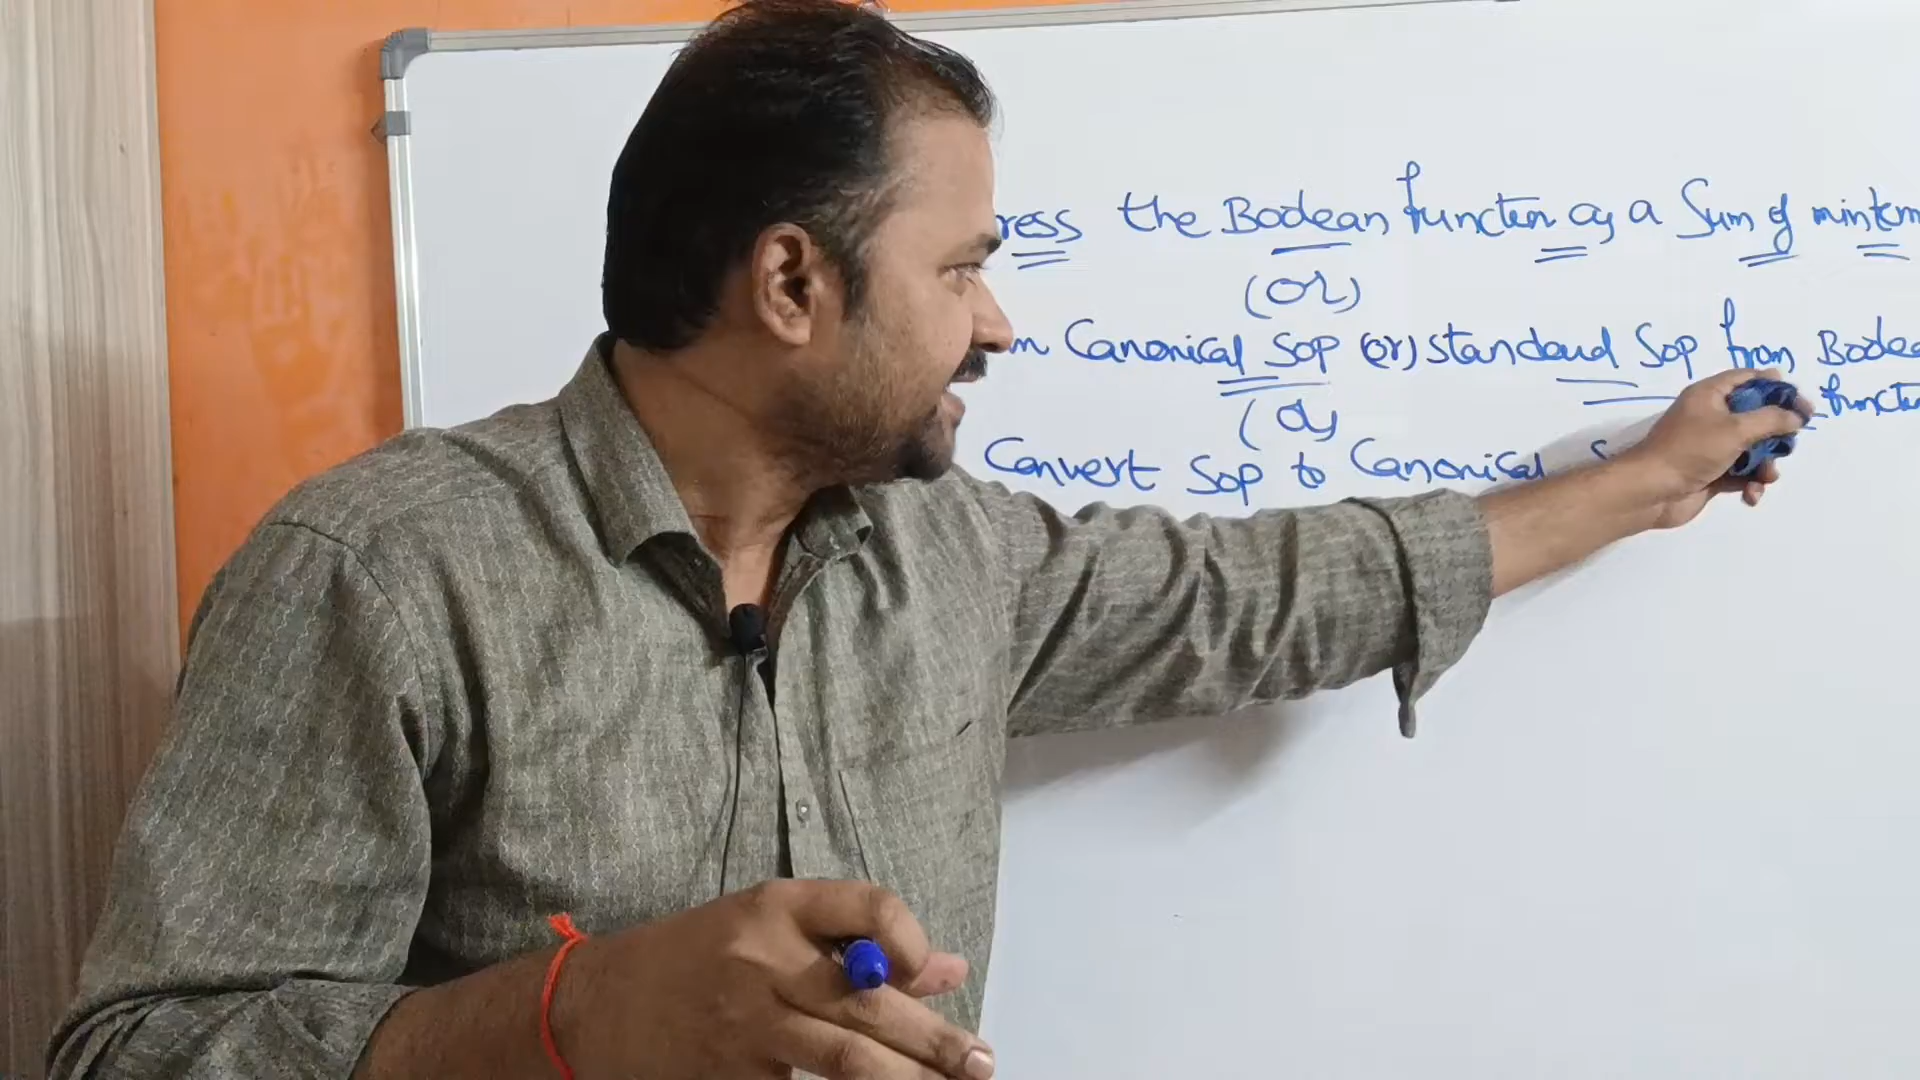 ress the Boolean function as a Sum of minterm
(or)
m Canonical SOP (or) standard SOP from Boolea
functi
(or)
Convert SOP to Canonical S